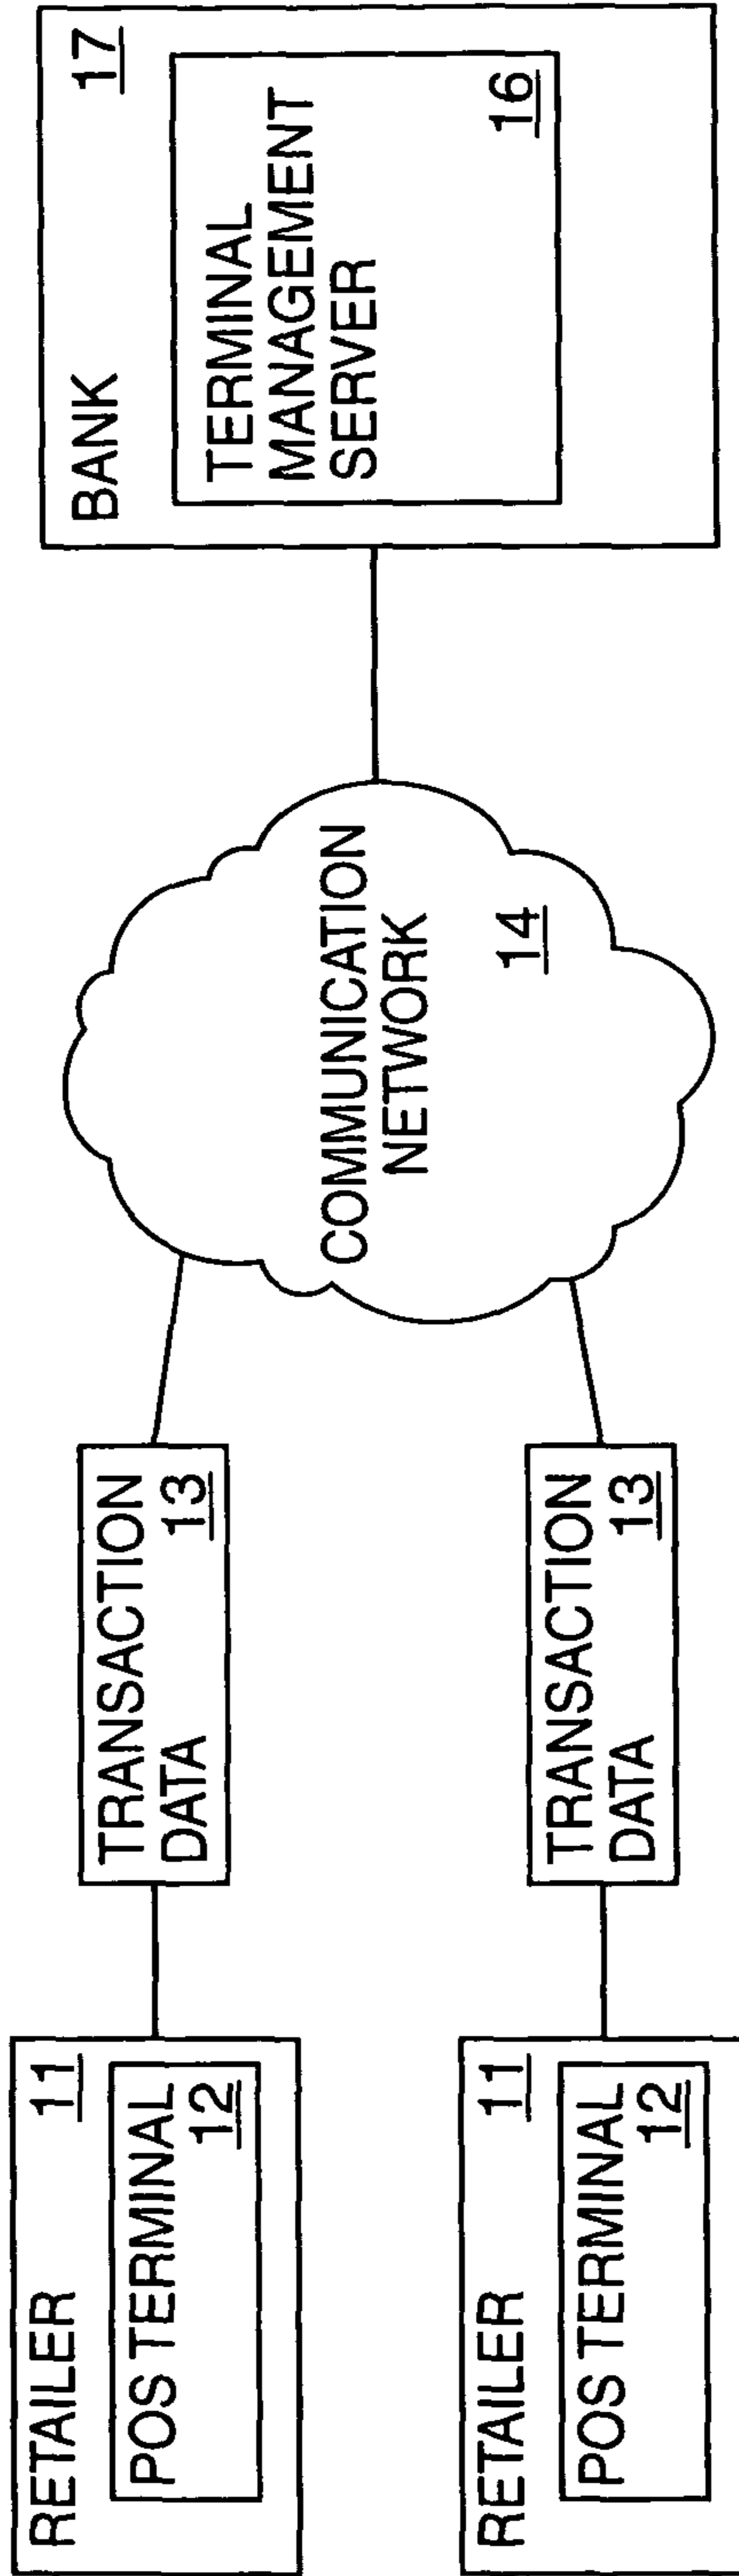 RETAILER 11
POS TERMINAL
12
TRANSACTION
DATA 13
RETAILER 11
POS TERMINAL
12
TRANSACTION
DATA 13
COMMUNICATION
NETWORK
14
BANK 17
TERMINAL
MANAGEMENT
SERVER
16